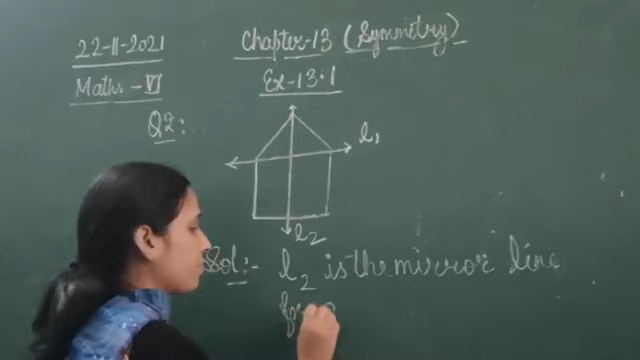 22-11-2021
Chapter-13 (Symmetry)
Maths - VI
Ex-13.1
Q2:-
l1
l2
Sol:- l2 is the mirror line